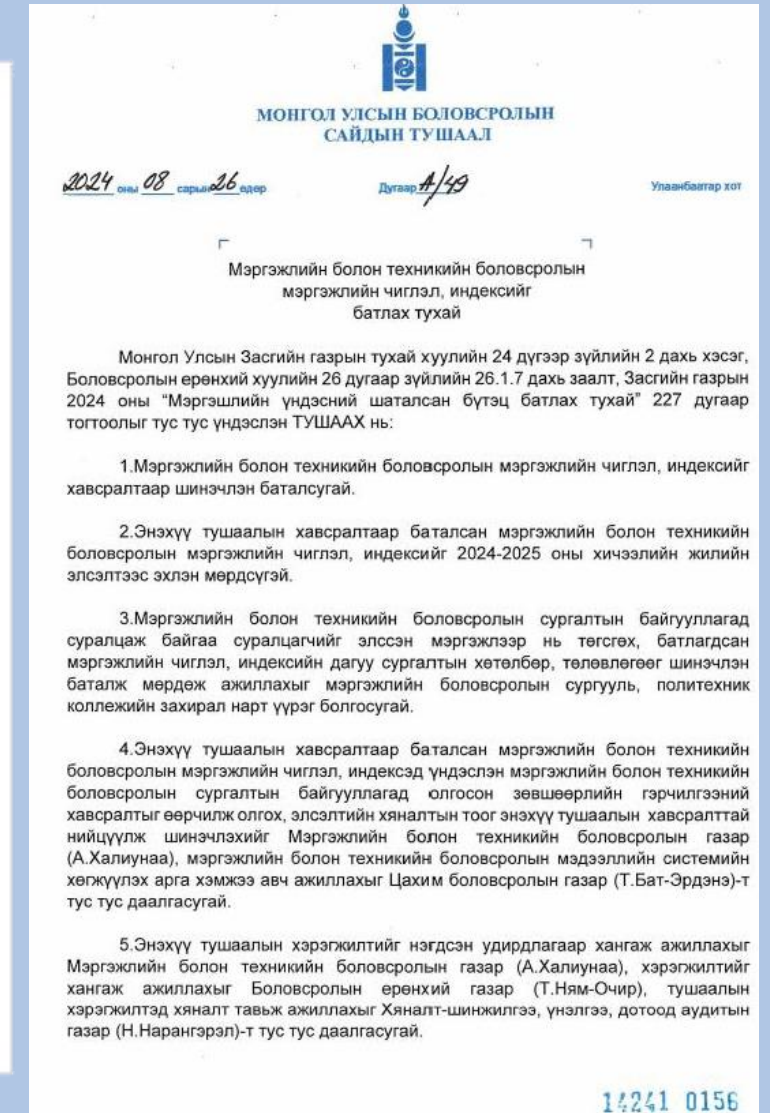 МОНГОЛ УЛСЫН БОЛОВСРОЛЫН
САЙДЫН ТУШААЛ
2024 оны 08 сарын 26 өдөр Дугаар А/49 Улаанбаатар хот
Мэргэжлийн болон техникийн боловсролын
мэргэжлийн чиглэл, индексийг
батлах тухай
Монгол Улсын Засгийн газрын тухай хуулийн 24 дүгээр зүйлийн 2 дахь хэсэг,
Боловсролын ерөнхий хуулийн 26 дугаар зүйлийн 26.1.7 дахь заалт, Засгийн газрын
2024 оны “Мэргэшлийн үндэсний шаталсан бүтэц батлах тухай” 227 дугаар
тогтоолыг тус тус үндэслэн ТУШААХ нь:
1.Мэргэжлийн болон техникийн боловсролын мэргэжлийн чиглэл, индексийг
хавсралтаар шинэчлэн баталсугай.
2.Энэхүү тушаалын хавсралтаар баталсан мэргэжлийн болон техникийн
боловсролын мэргэжлийн чиглэл, индексийг 2024-2025 оны хичээлийн жилийн
элсэлтээс эхлэн мөрдсүгэй.
3.Мэргэжлийн болон техникийн боловсролын сургалтын байгууллагад
суралцаж байгаа суралцагчийг элссэн мэргэжлээр нь төгсгөх, батлагдсан
мэргэжлийн чиглэл, индексийн дагуу сургалтын хөтөлбөр, төлөвлөгөөг шинэчлэн
баталж мөрдөж ажиллахыг мэргэжлийн боловсролын сургууль, политехник
коллежийн захирал нарт үүрэг болгосугай.
4.Энэхүү тушаалын хавсралтаар баталсан мэргэжлийн болон техникийн
боловсролын мэргэжлийн чиглэл, индексэд үндэслэн мэргэжлийн болон техникийн
боловсролын сургалтын байгууллагад олгосон зөвшөөрлийн гэрчилгээний
хавсралтыг өөрчилж олгох, элсэлтийн хяналтын тоог энэхүү тушаалын хавсралттай
нийцүүлж шинэчлэхийг Мэргэжлийн болон техникийн боловсролын газар
(А.Халиунаа), мэргэжлийн болон техникийн боловсролын мэдээллийн системийн
хөгжүүлэх арга хэмжээ авч ажиллахыг Цахим боловсролын газар (Т.Бат-Эрдэнэ)-т
тус тус даалгасугай.
5.Энэхүү тушаалын хэрэгжилтийг нэгдсэн удирдлагаар хангаж ажиллахыг
Мэргэжлийн болон техникийн боловсролын газар (А.Халиунаа), хэрэгжилтийг
хангаж ажиллахыг Боловсролын ерөнхий газар (Т.Ням-Очир), тушаалын
хэрэгжилтэд хяналт тавьж ажиллахыг Хяналт-шинжилгээ, үнэлгээ, дотоод аудитын
газар (Н.Нарангэрэл)-т тус тус даалгасугай.
14241 0156